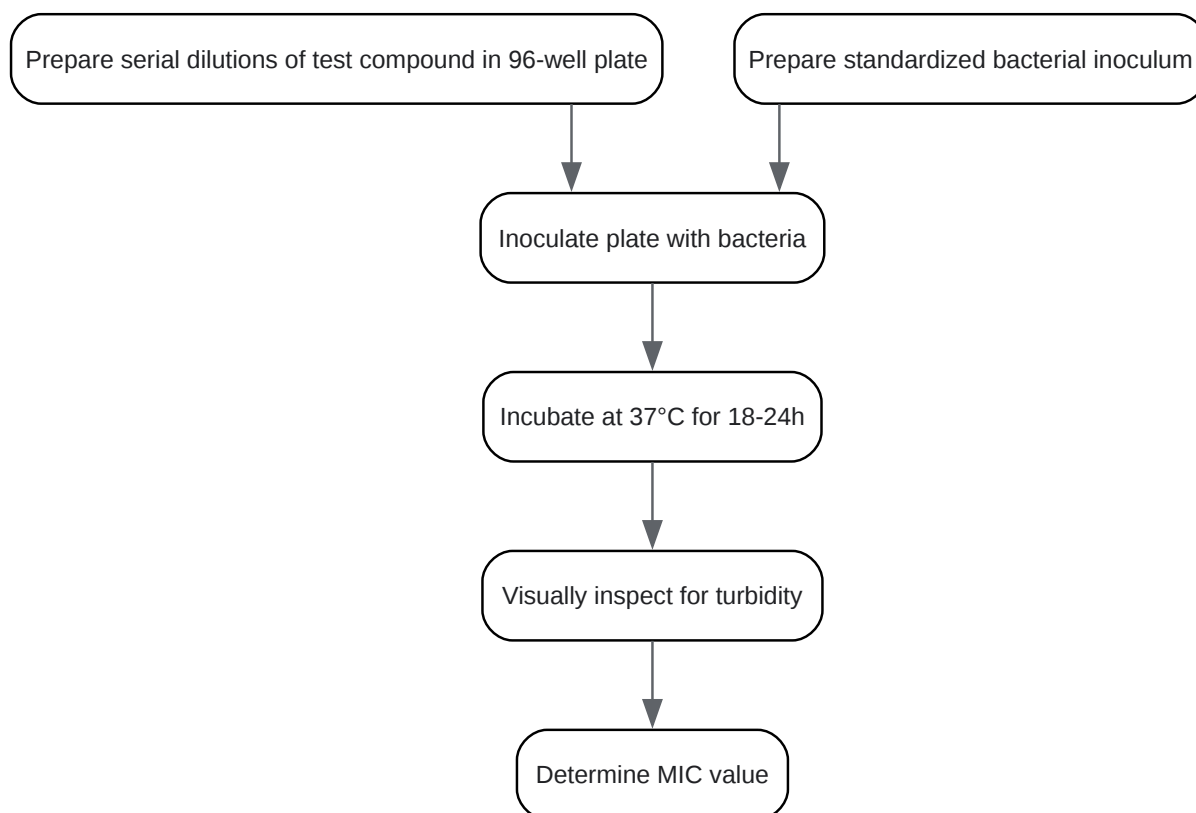 Prepare serial dilutions of test compound in 96-well plate
Prepare standardized bacterial inoculum
Inoculate plate with bacteria
Incubate at 37°C for 18-24h
Visually inspect for turbidity
Determine MIC value